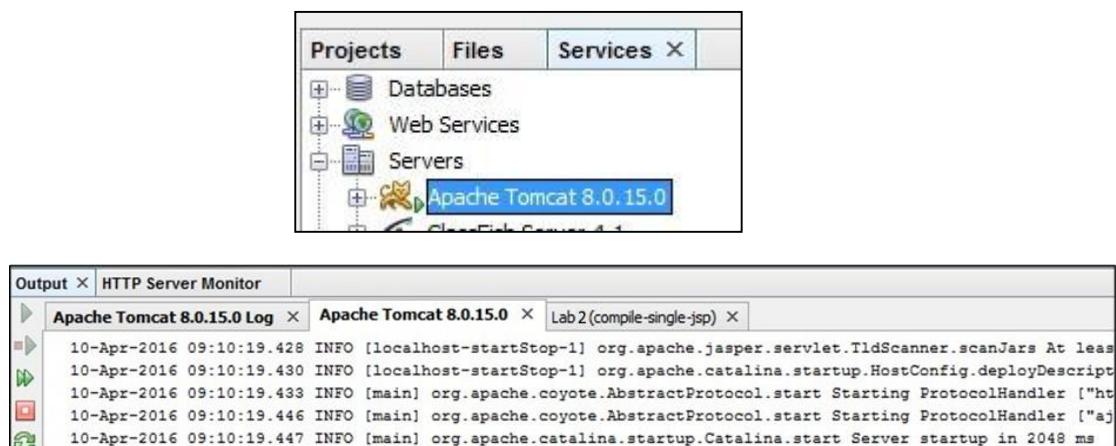 Projects Files Services ×
Databases
Web Services
Servers
Apache Tomcat 8.0.15.0
Output × HTTP Server Monitor
Apache Tomcat 8.0.15.0 Log × Apache Tomcat 8.0.15.0 × Lab 2 (compile-single-jsp) ×
10-Apr-2016 09:10:19.428 INFO [localhost-startStop-1] org.apache.jasper.servlet.TldScanner.scanJars At leas
10-Apr-2016 09:10:19.430 INFO [localhost-startStop-1] org.apache.catalina.startup.HostConfig.deployDescript
10-Apr-2016 09:10:19.433 INFO [main] org.apache.coyote.AbstractProtocol.start Starting ProtocolHandler ["ht
10-Apr-2016 09:10:19.446 INFO [main] org.apache.coyote.AbstractProtocol.start Starting ProtocolHandler ["aj
10-Apr-2016 09:10:19.447 INFO [main] org.apache.catalina.startup.Catalina.start Server startup in 2048 ms